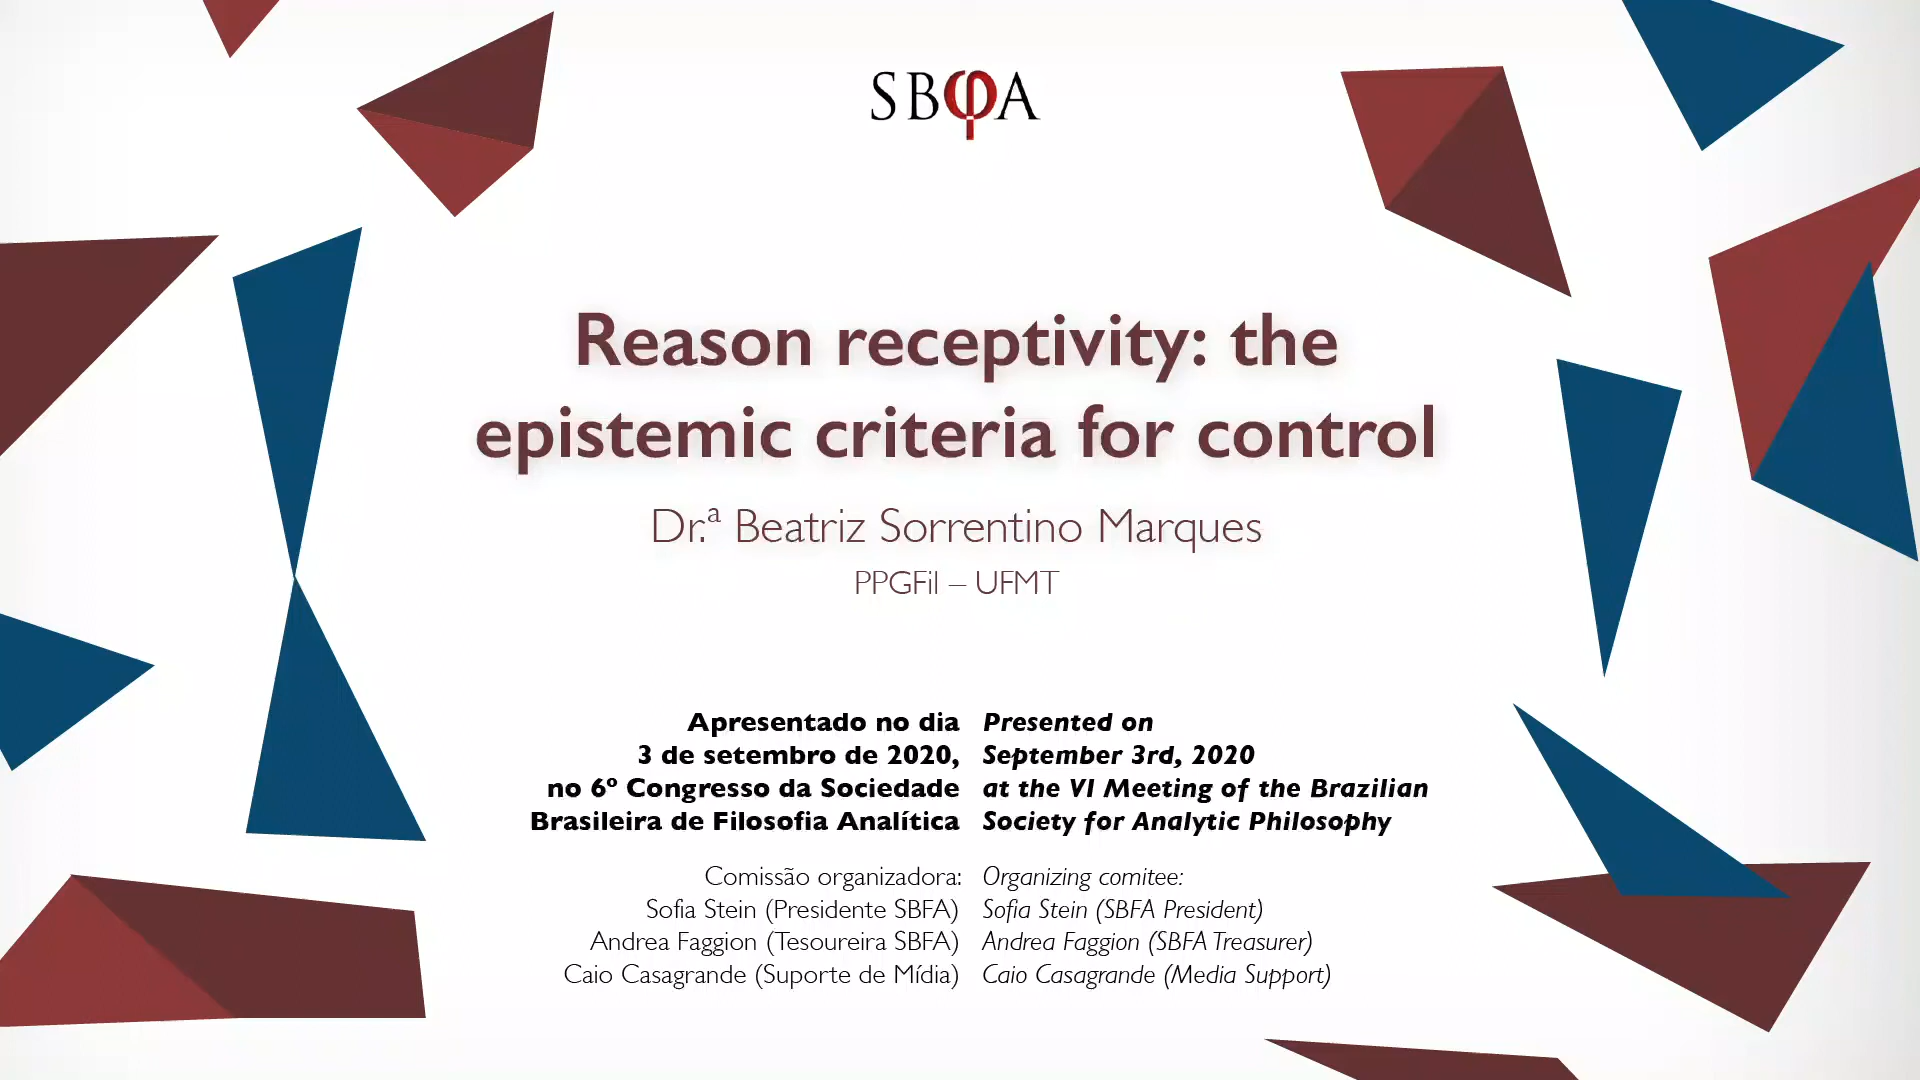 SBφA
Reason receptivity: the
epistemic criteria for control
Dr.ª Beatriz Sorrentino Marques
PPGFil – UFMT
Apresentado no dia
3 de setembro de 2020,
no 6º Congresso da Sociedade
Brasileira de Filosofia Analítica
Presented on
September 3rd, 2020
at the VI Meeting of the Brazilian
Society for Analytic Philosophy
Comissão organizadora:
Sofia Stein (Presidente SBFA)
Andrea Faggion (Tesoureira SBFA)
Caio Casagrande (Suporte de Mídia)
Organizing comitee:
Sofia Stein (SBFA President)
Andrea Faggion (SBFA Treasurer)
Caio Casagrande (Media Support)